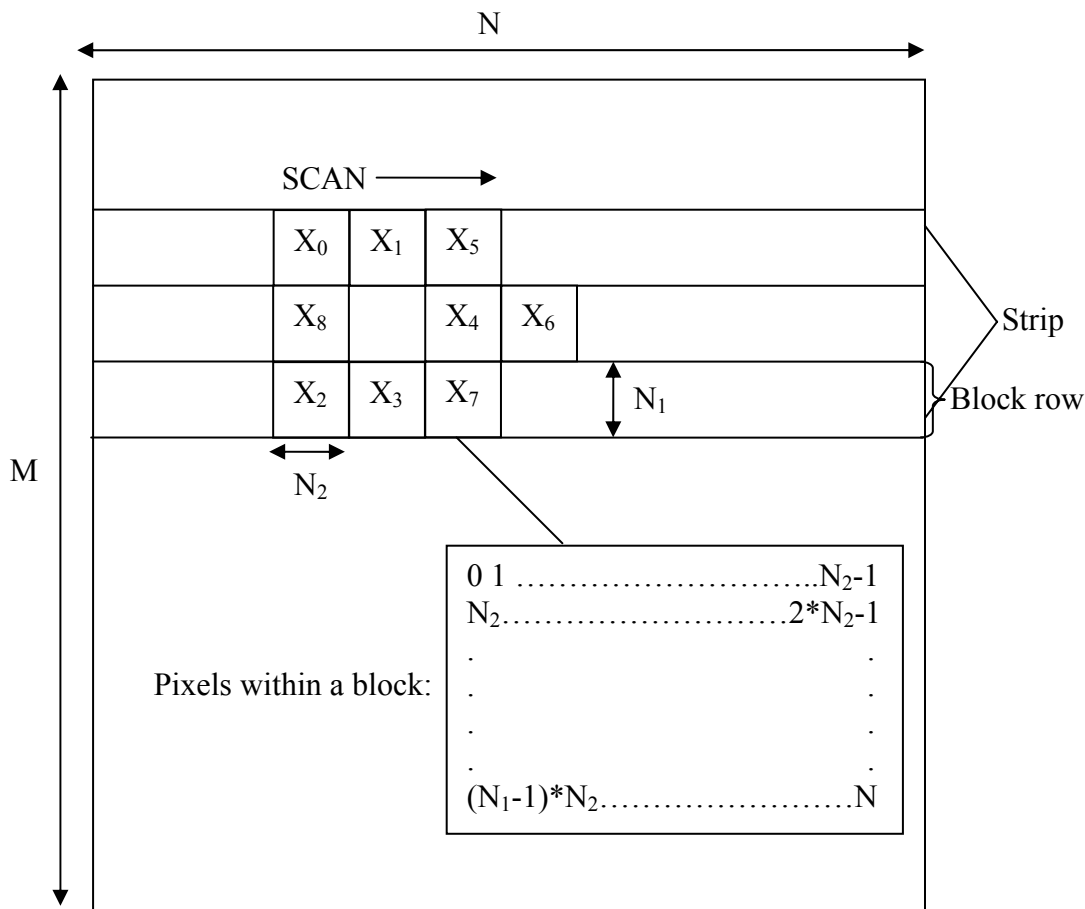 N
SCAN
X₀ X₁ X₅
X₈ X₄ X₆
Strip
X₂ X₃ X₇ N₁ Block row
M
N₂
0 1 ………………………..N₂-1
N₂………………………2*N₂-1
. .
. .
Pixels within a block:
. .
. .
(N₁-1)*N₂……………………N